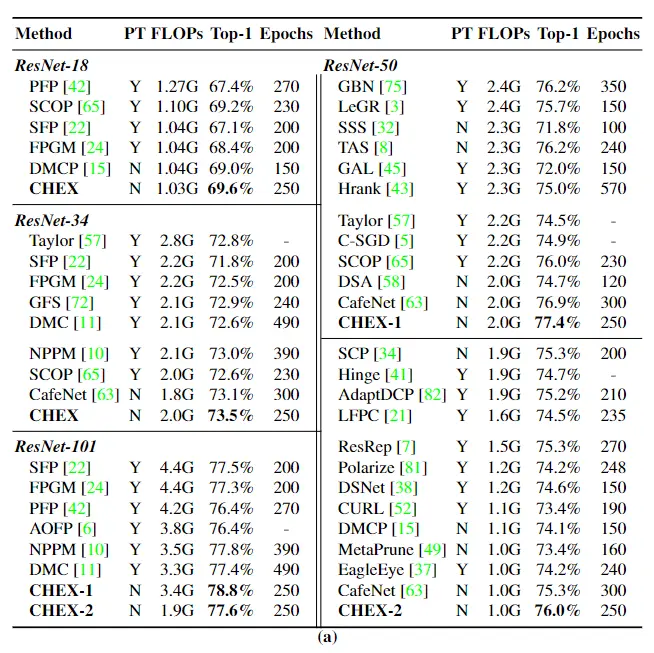 Method PT FLOPs Top-1 Epochs
ResNet-18
PFP [42] Y 1.27G 67.4% 270
SCOP [65] Y 1.10G 69.2% 230
SFP [22] Y 1.04G 67.1% 200
FPGM [24] Y 1.04G 68.4% 200
DMCP [15] N 1.04G 69.0% 150
CHEX N 1.03G 69.6% 250
ResNet-34
Taylor [57] Y 2.8G 72.8% -
SFP [22] Y 2.2G 71.8% 200
FPGM [24] Y 2.2G 72.5% 200
GFS [72] Y 2.1G 72.9% 240
DMC [11] Y 2.1G 72.6% 490
NPPM [10] Y 2.1G 73.0% 390
SCOP [65] Y 2.0G 72.6% 230
CafeNet [63] N 1.8G 73.1% 300
CHEX N 2.0G 73.5% 250
ResNet-101
SFP [22] Y 4.4G 77.5% 200
FPGM [24] Y 4.4G 77.3% 200
PFP [42] Y 4.2G 76.4% 270
AOFP [6] Y 3.8G 76.4% -
NPPM [10] Y 3.5G 77.8% 390
DMC [11] Y 3.3G 77.4% 490
CHEX-1 N 3.4G 78.8% 250
CHEX-2 N 1.9G 77.6% 250
Method PT FLOPs Top-1 Epochs
ResNet-50
GBN [75] Y 2.4G 76.2% 350
LeGR [3] Y 2.4G 75.7% 150
SSS [32] N 2.3G 71.8% 100
TAS [8] N 2.3G 76.2% 240
GAL [45] Y 2.3G 72.0% 150
Hrank [43] Y 2.3G 75.0% 570
Taylor [57] Y 2.2G 74.5% -
C-SGD [5] Y 2.2G 74.9% -
SCOP [65] Y 2.2G 76.0% 230
DSA [58] N 2.0G 74.7% 120
CafeNet [63] N 2.0G 76.9% 300
CHEX-1 N 2.0G 77.4% 250
SCP [34] N 1.9G 75.3% 200
Hinge [41] Y 1.9G 74.7% -
AdaptDCP [82] Y 1.9G 75.2% 210
LFPC [21] Y 1.6G 74.5% 235
ResRep [7] Y 1.5G 75.3% 270
Polarize [81] Y 1.2G 74.2% 248
DSNet [38] Y 1.2G 74.6% 150
CURL [52] Y 1.1G 73.4% 190
DMCP [15] N 1.1G 74.1% 150
MetaPrune [49] N 1.0G 73.4% 160
EagleEye [37] Y 1.0G 74.2% 240
CafeNet [63] N 1.0G 75.3% 300
CHEX-2 N 1.0G 76.0% 250
(a)